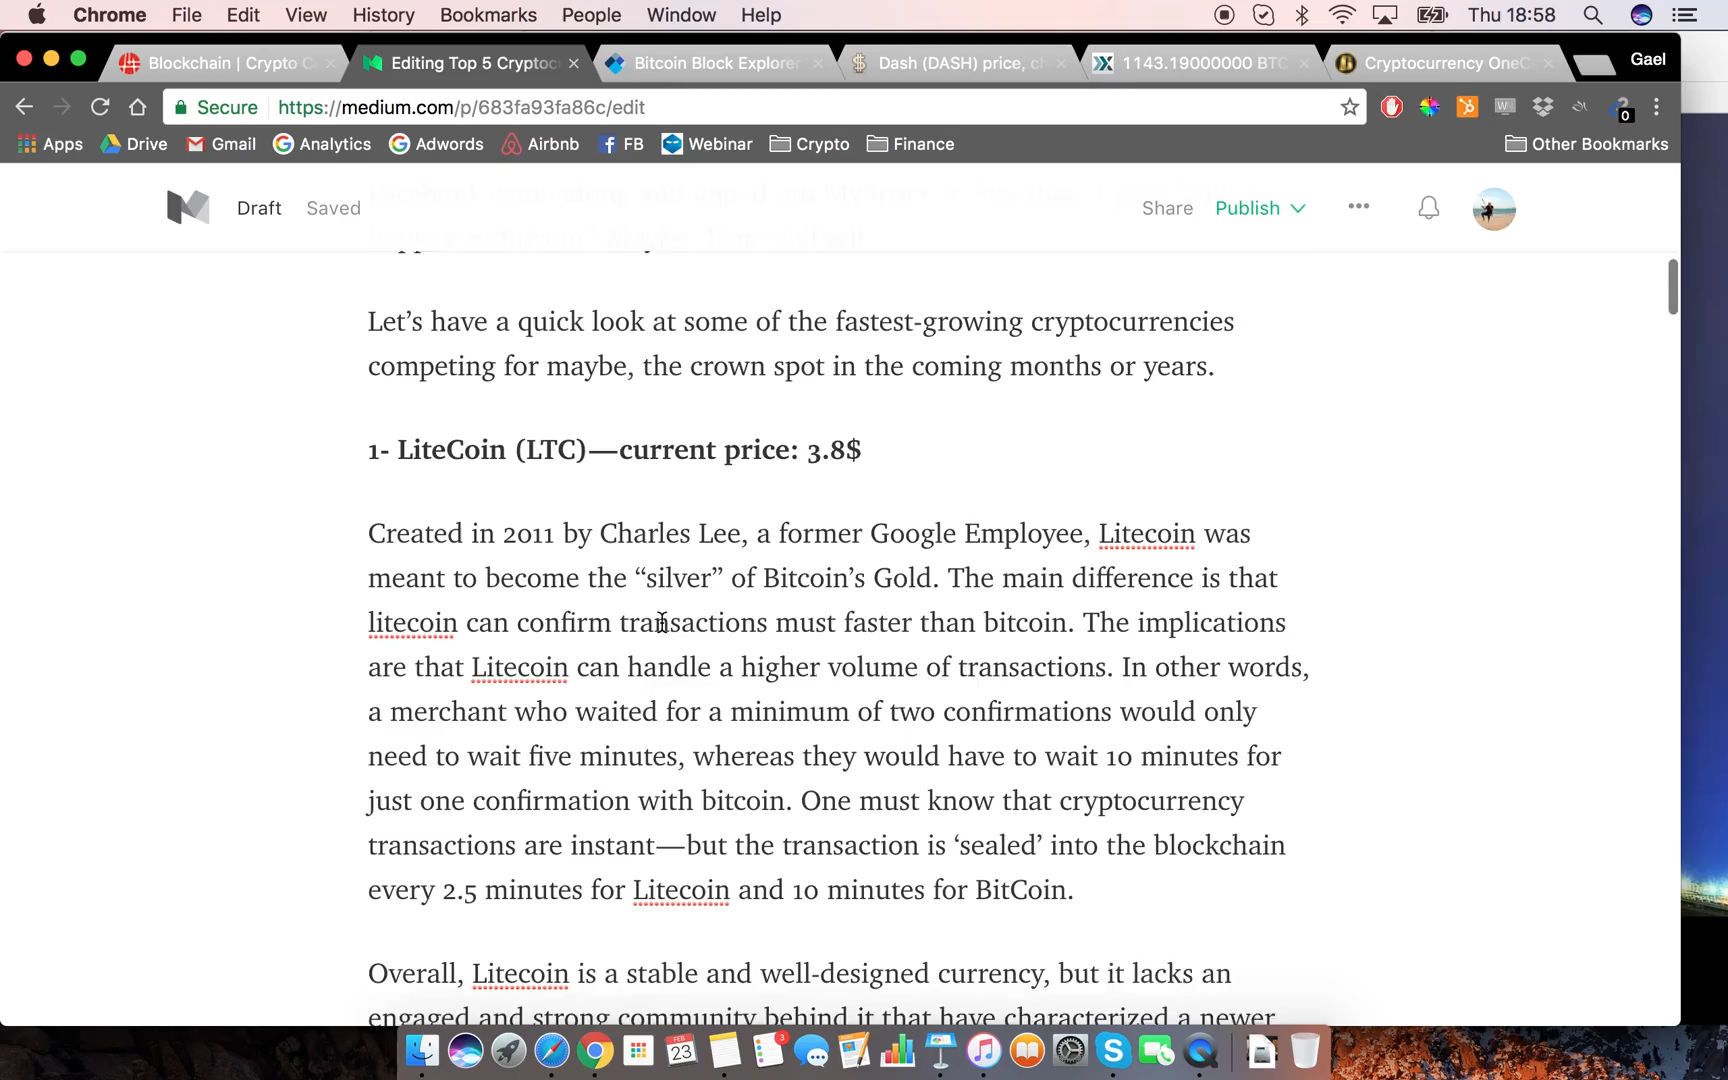 Chrome File Edit View History Bookmarks People Window Help Thu 18:58
Blockchain | Crypto C Editing Top 5 Cryptoc Bitcoin Block Explorer Dash (DASH) price, ch 1143.19000000 BTC Cryptocurrency OneC Gael
Secure https://medium.com/p/683fa93fa86c/edit 0
Apps Drive Gmail Analytics Adwords Airbnb FB Webinar Crypto Finance Other Bookmarks
Draft Saved Share Publish
Let’s have a quick look at some of the fastest-growing cryptocurrencies
competing for maybe, the crown spot in the coming months or years.
1- LiteCoin (LTC)—current price: 3.8$
Created in 2011 by Charles Lee, a former Google Employee, Litecoin was
meant to become the “silver” of Bitcoin’s Gold. The main difference is that
litecoin can confirm transactions must faster than bitcoin. The implications
are that Litecoin can handle a higher volume of transactions. In other words,
a merchant who waited for a minimum of two confirmations would only
need to wait five minutes, whereas they would have to wait 10 minutes for
just one confirmation with bitcoin. One must know that cryptocurrency
transactions are instant—but the transaction is ‘sealed’ into the blockchain
every 2.5 minutes for Litecoin and 10 minutes for BitCoin.
Overall, Litecoin is a stable and well-designed currency, but it lacks an
engaged and strong community behind it that have characterized a newer
FEB
23
3